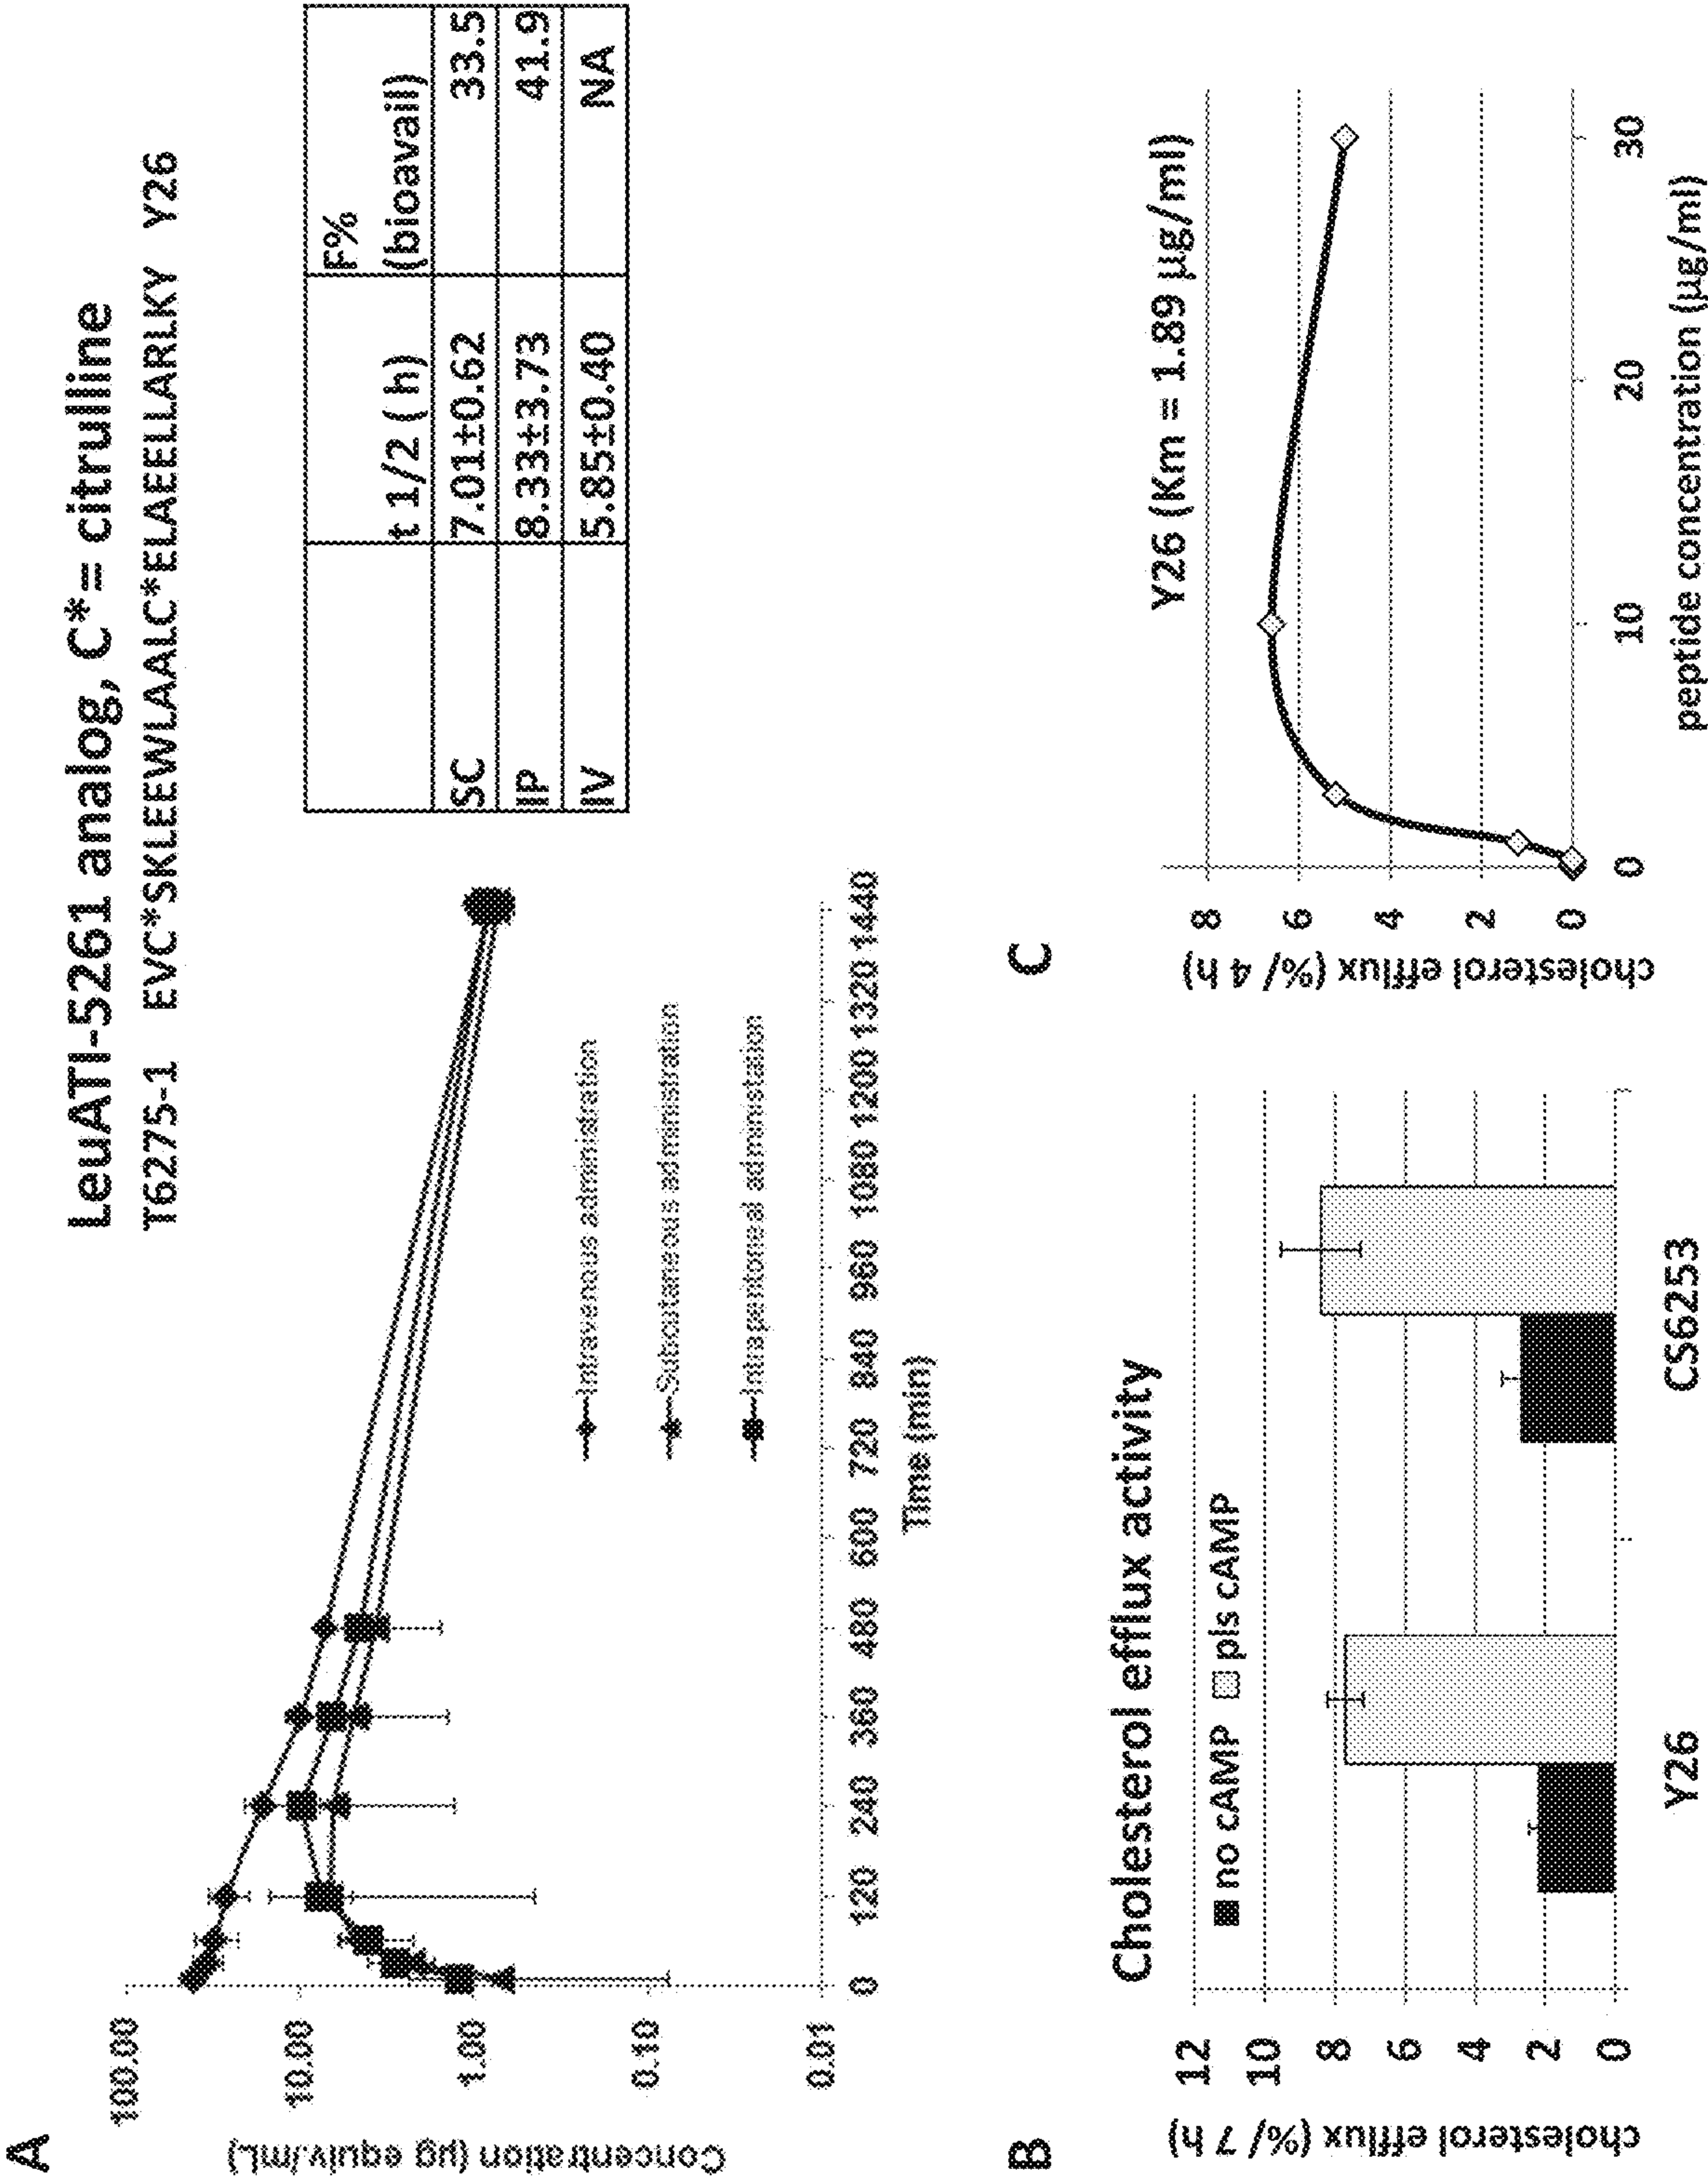 A
LeuATI-5261 analog, C*= citrulline
T6275-1 EVC*SKLEEWLAALC*ELAEELLARLKY Y26
t 1/2 ( h)
F%
(bioavail)
SC 7.01±0.62 33.5
IP 8.33±3.73 41.9
IV 5.85±0.40 NA
Concentration (µg equiv./mL)
100.00
10.00
1.00
0.10
0.01
0 120 240 360 480 600 720 840 960 1080 1200 1320 1440
Time (min)
Intravenous administration
Subcutaneous administration
Intraperitoneal administation
B
Cholesterol efflux activity
no cAMP pls cAMP
cholesterol efflux (%/ 7 h)
12
10
8
6
4
2
0
Y26 CS6253
C
Y26 (Km = 1.89 µg/ml)
cholesterol efflux (%/ 4 h)
8
6
4
2
0
0 10 20 30
peptide concentration (µg/ml)